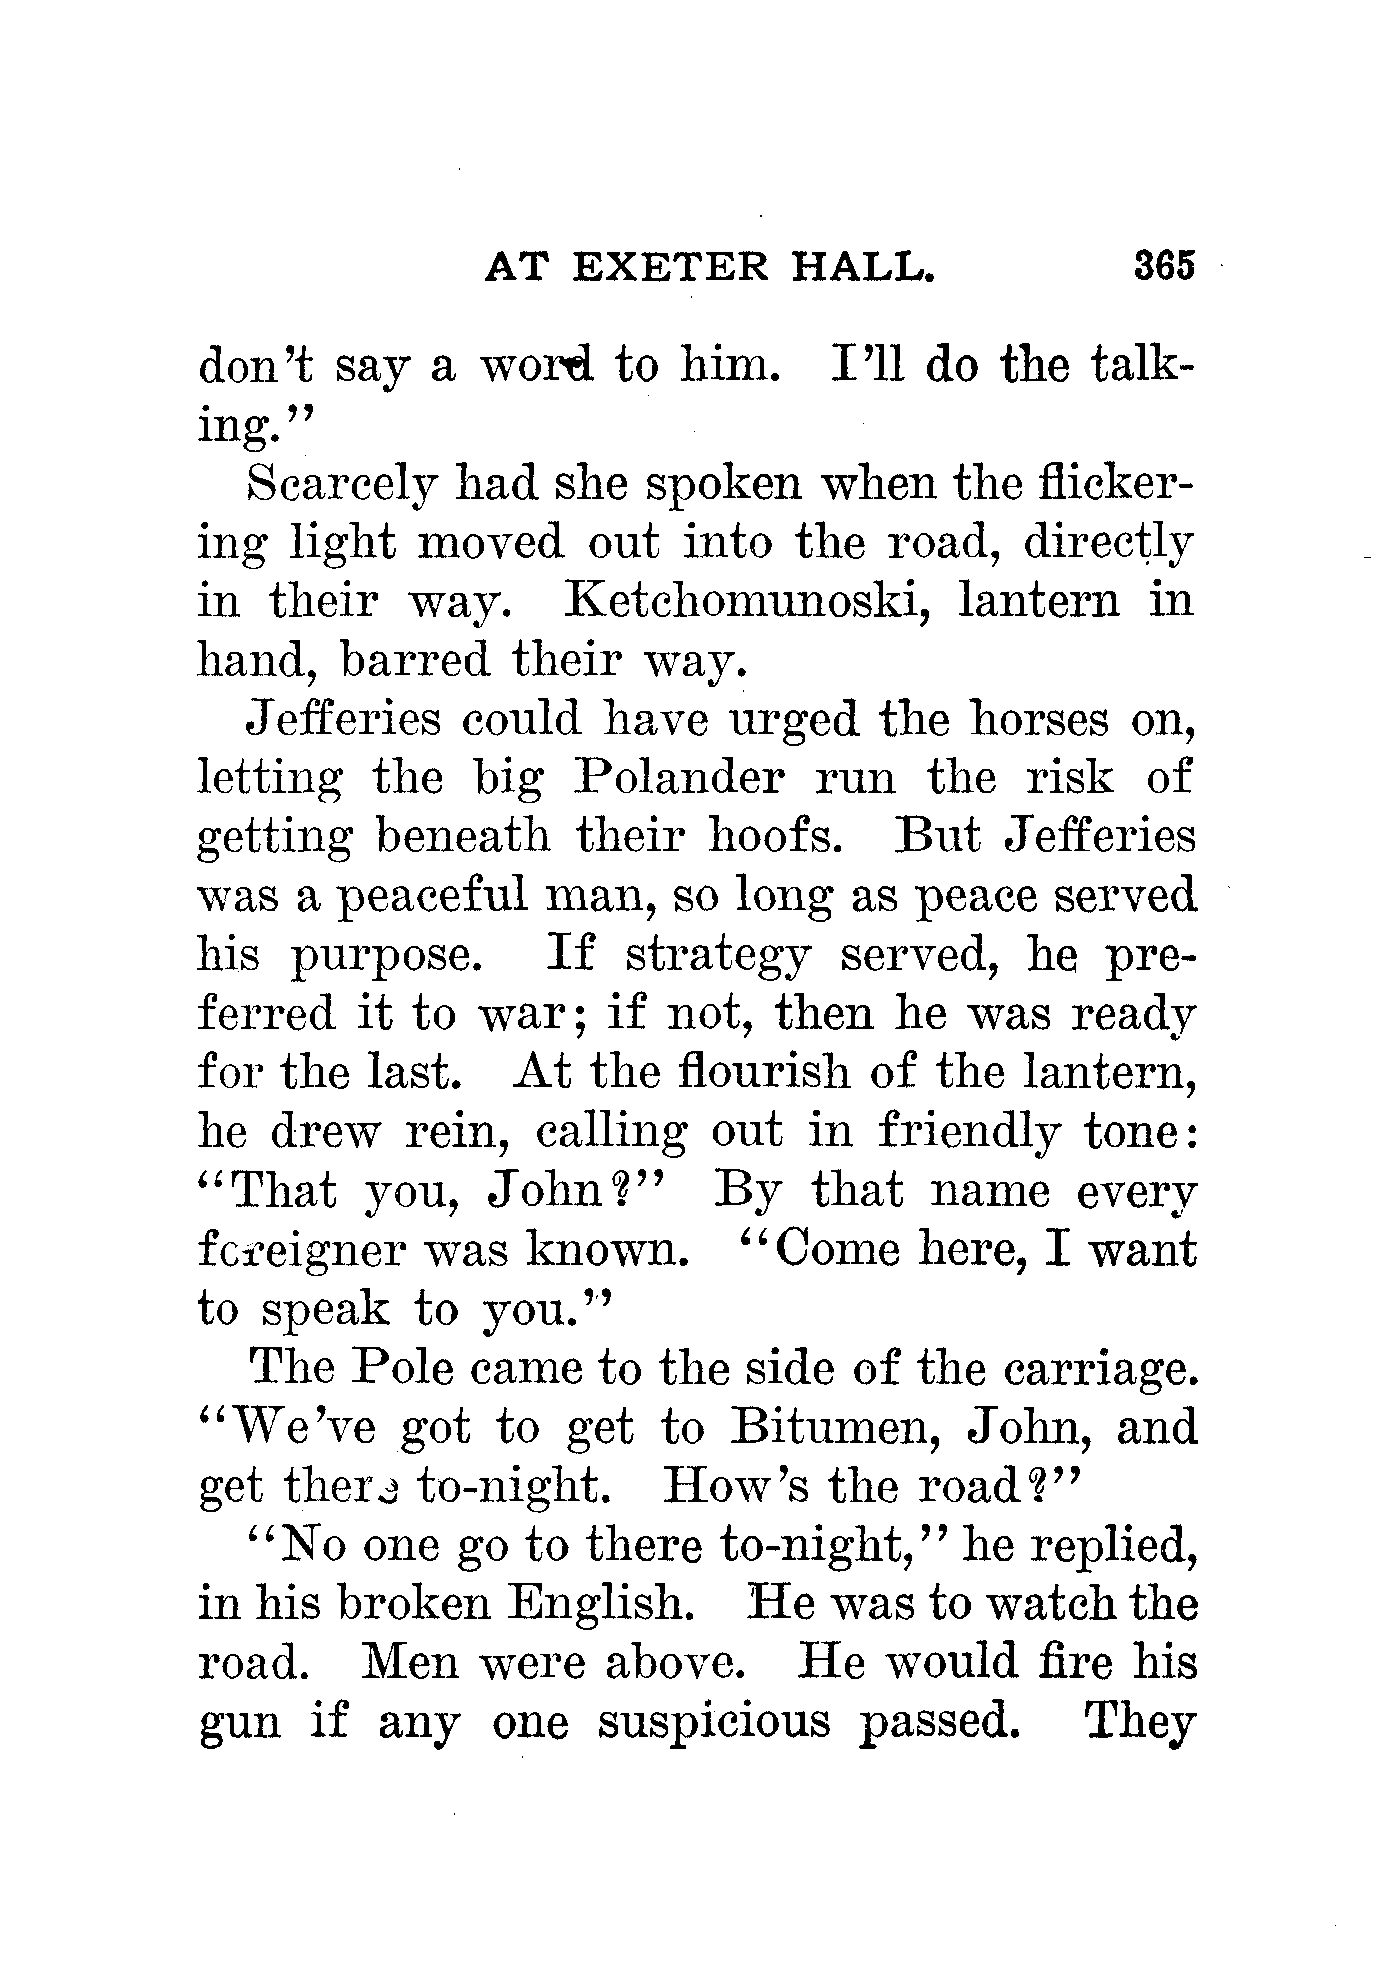 AT EXETER HALL. 365
don't say a word to him. I'll do the talk-
ing."
Scarcely had she spoken when the flicker-
ing light moved out into the road, directly
in their way. Ketchomunoski, lantern in
hand, barred their way.
Jefferies could have urged the horses on,
letting the big Polander run the risk of
getting beneath their hoofs. But Jefferies
was a peaceful man, so long as peace served
his purpose. If strategy served, he pre-
ferred it to war; if not, then he was ready
for the last. At the flourish of the lantern,
he drew rein, calling out in friendly tone:
"That you, John?" By that name every
foreigner was known. "Come here, I want
to speak to you."
The Pole came to the side of the carriage.
"We've got to get to Bitumen, John, and
get there to-night. How's the road?"
"No one go to there to-night," he replied,
in his broken English. He was to watch the
road. Men were above. He would fire his
gun if any one suspicious passed. They